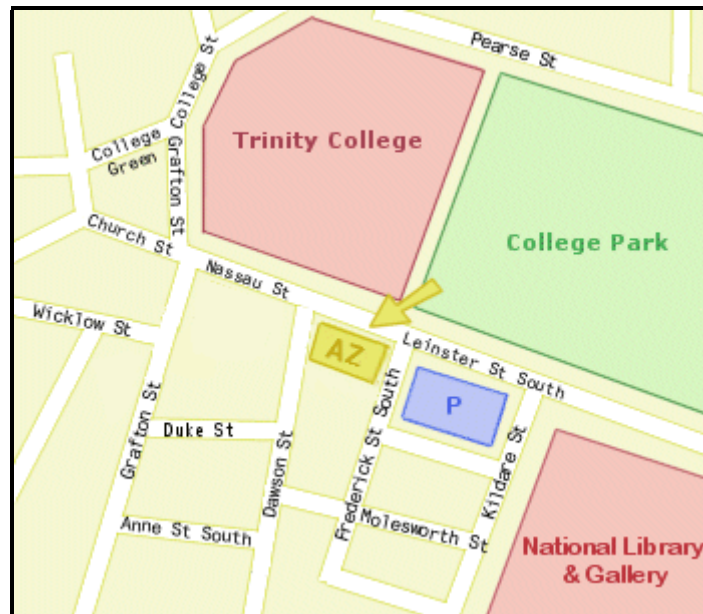 Pearse St
College St
Trinity College
College
Green
Grafton St
College Park
Church St
Nassau St
Wicklow St
Leinster St South
AZ
P
Grafton St
Duke St
Dawson St
Frederick St South
Kildare St
Anne St South
Molesworth St
National Library
& Gallery